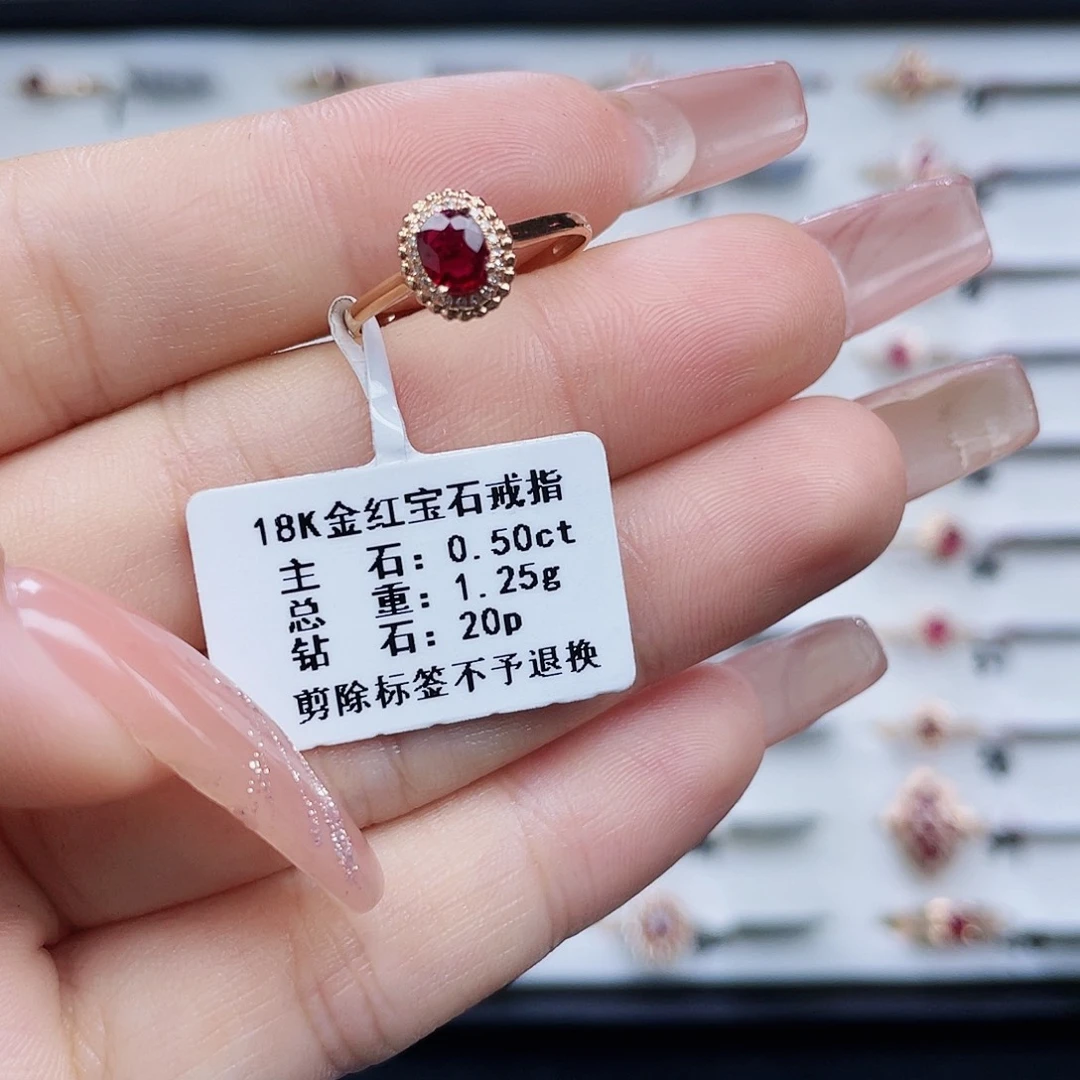 18K金红宝石戒指
主 石: 0.50ct
总 重: 1.25g
钻 石: 20p
剪除标签不予退换